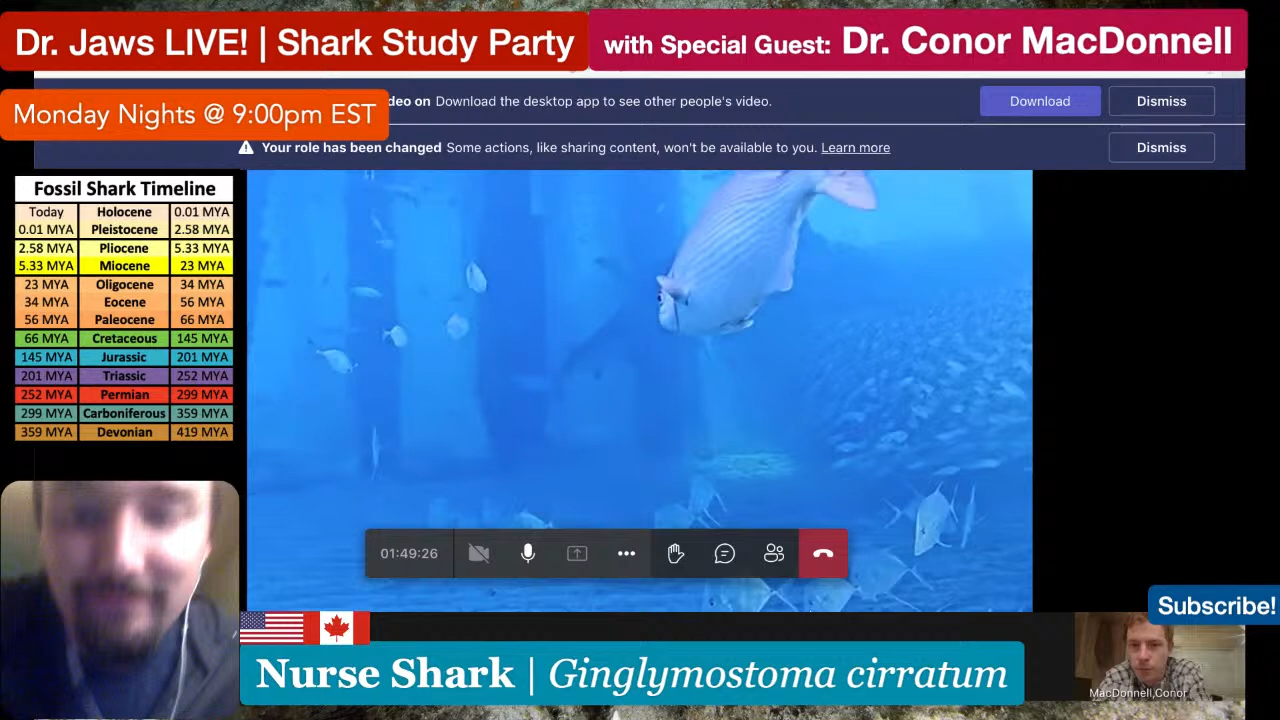 Dr. Jaws LIVE! | Shark Study Party
with Special Guest: Dr. Conor MacDonnell
Monday Nights @ 9:00pm EST
deo on Download the desktop app to see other people's video.
Download
Dismiss
Your role has been changed Some actions, like sharing content, won't be available to you. Learn more
Dismiss
Fossil Shark Timeline
Today Holocene 0.01 MYA
0.01 MYA Pleistocene 2.58 MYA
2.58 MYA Pliocene 5.33 MYA
5.33 MYA Miocene 23 MYA
23 MYA Oligocene 34 MYA
34 MYA Eocene 56 MYA
56 MYA Paleocene 66 MYA
66 MYA Cretaceous 145 MYA
145 MYA Jurassic 201 MYA
201 MYA Triassic 252 MYA
252 MYA Permian 299 MYA
299 MYA Carboniferous 359 MYA
359 MYA Devonian 419 MYA
01:49:26
Subscribe!
Nurse Shark | Ginglymostoma cirratum
MacDonnell,Conor